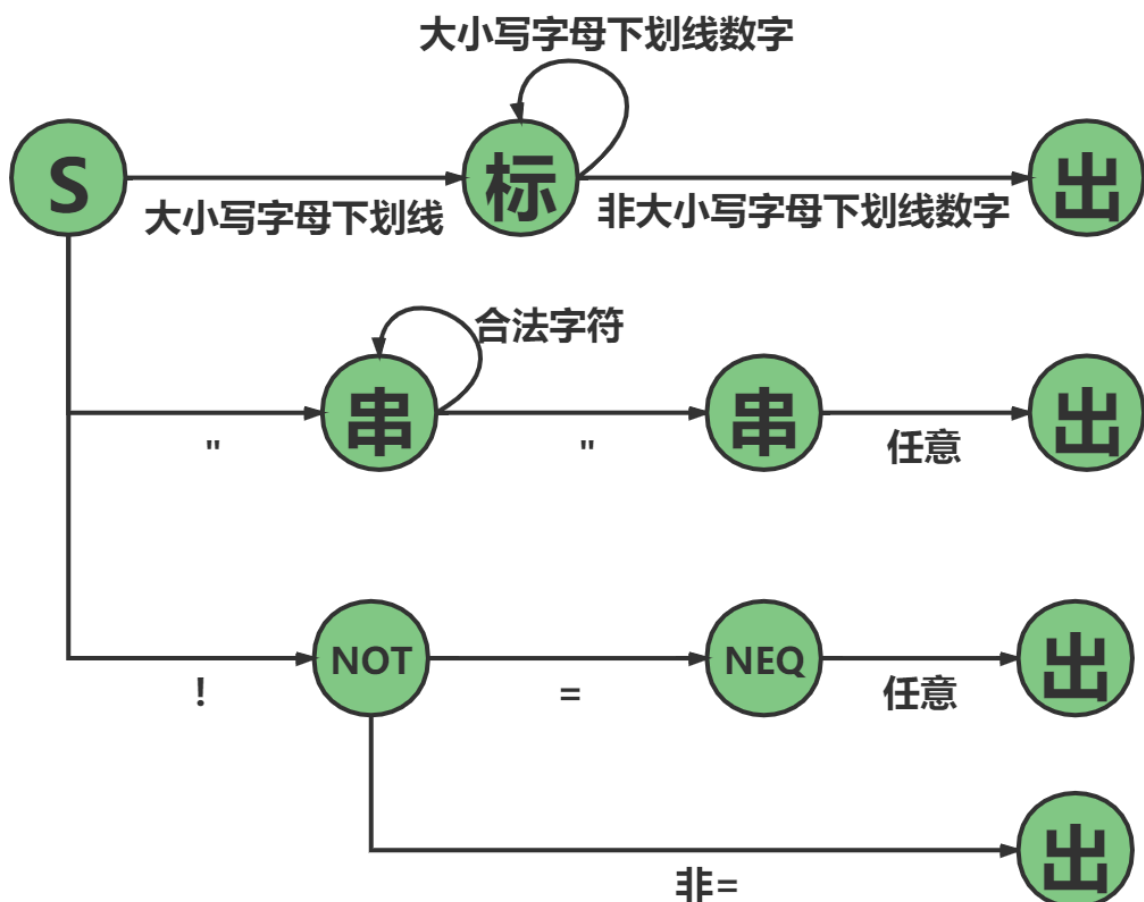 大小写字母下划线数字
S
标
出
大小写字母下划线
非大小写字母下划线数字
合法字符
串
串
出
"
"
任意
NOT
NEQ
出
!
=
任意
出
非=